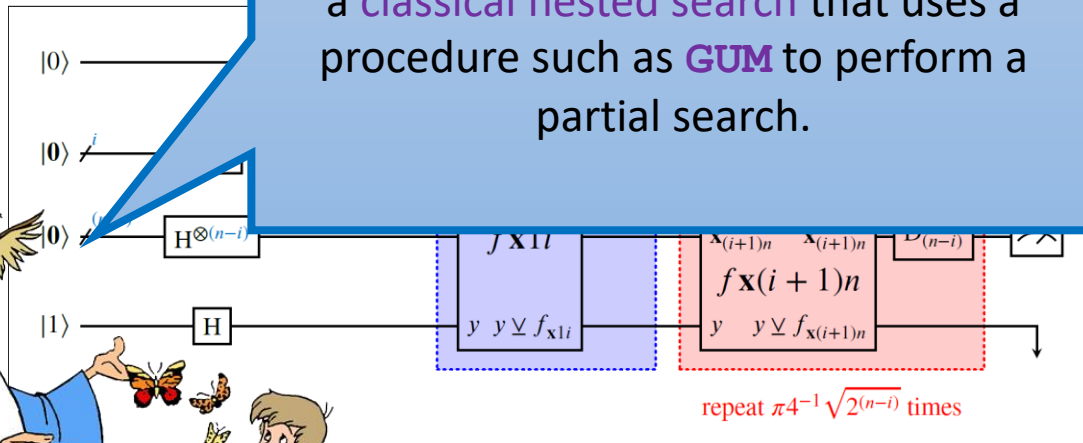 a classical nested search that uses a
procedure such as GUM to perform a
partial search.
|0⟩
|0⟩ i
|0⟩ H⊗(n−i) f x1i x(i+1)n x(i+1)n D(n−i)
f x(i + 1)n
|1⟩ H y y ⊻ fx1i y y ⊻ fx(i+1)n
repeat π4⁻¹√2⁽ⁿ⁻ⁱ⁾ times